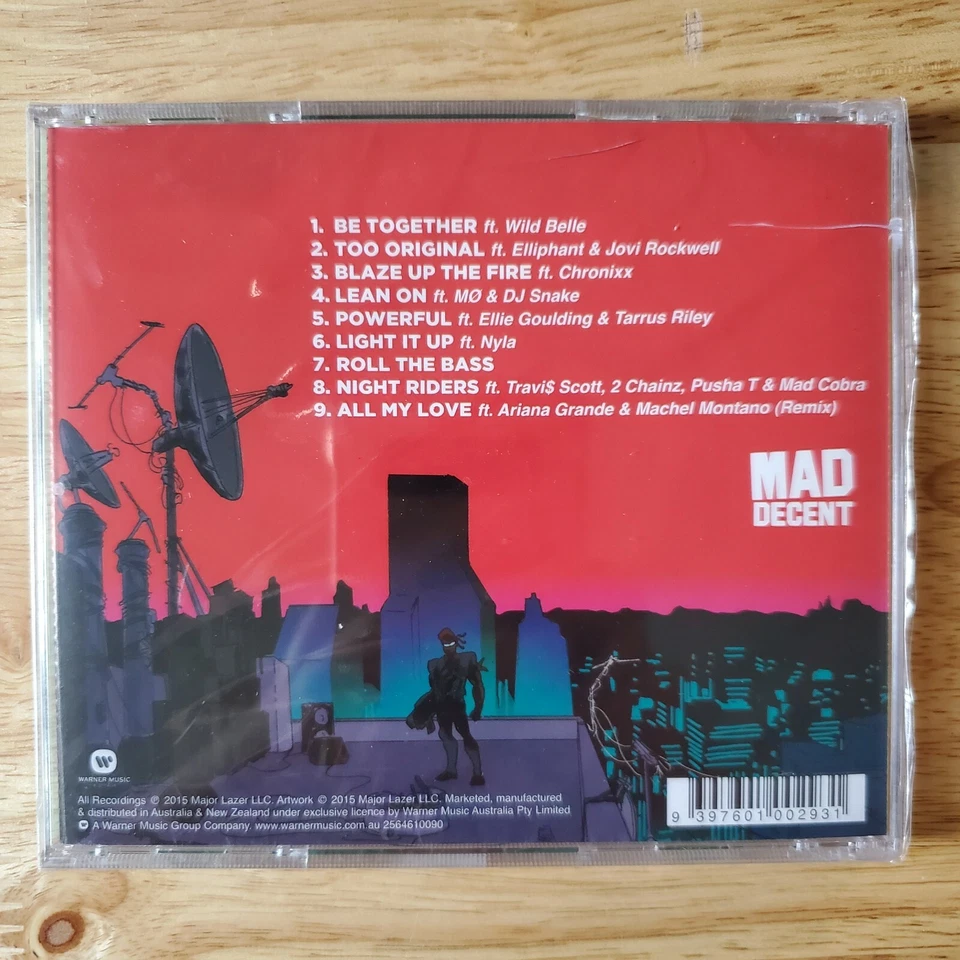 1. BE TOGETHER ft. Wild Belle
2. TOO ORIGINAL ft. Elliphant & Jovi Rockwell
3. BLAZE UP THE FIRE ft. Chronixx
4. LEAN ON ft. MØ & DJ Snake
5. POWERFUL ft. Ellie Goulding & Tarrus Riley
6. LIGHT IT UP ft. Nyla
7. ROLL THE BASS
8. NIGHT RIDERS ft. Travi$ Scott, 2 Chainz, Pusha T & Mad Cobra
9. ALL MY LOVE ft. Ariana Grande & Machel Montano (Remix)
MAD
DECENT
WARNER MUSIC
All Recordings ℗ 2015 Major Lazer LLC. Artwork © 2015 Major Lazer LLC. Marketed, manufactured
& distributed in Australia & New Zealand under exclusive licence by Warner Music Australia Pty Limited
A Warner Music Group Company. www.warnermusic.com.au 2564610090
9 397601 002931